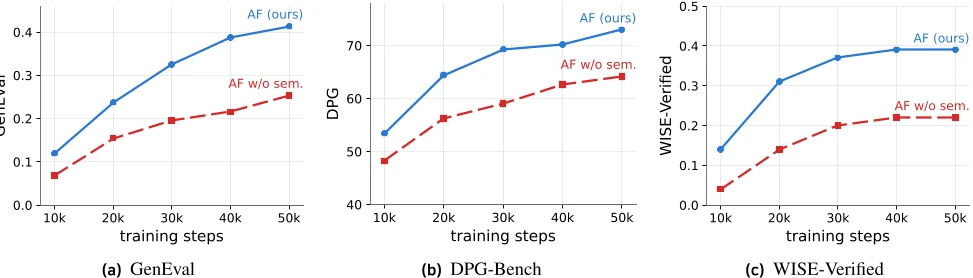 GenEval
0.4
0.3
0.2
0.1
0.0
AF (ours)
AF w/o sem.
10k 20k 30k 40k 50k
training steps
(a) GenEval
DPG
70
60
50
40
AF (ours)
AF w/o sem.
10k 20k 30k 40k 50k
training steps
(b) DPG-Bench
WISE-Verified
0.5
0.4
0.3
0.2
0.1
0.0
AF (ours)
AF w/o sem.
10k 20k 30k 40k 50k
training steps
(c) WISE-Verified